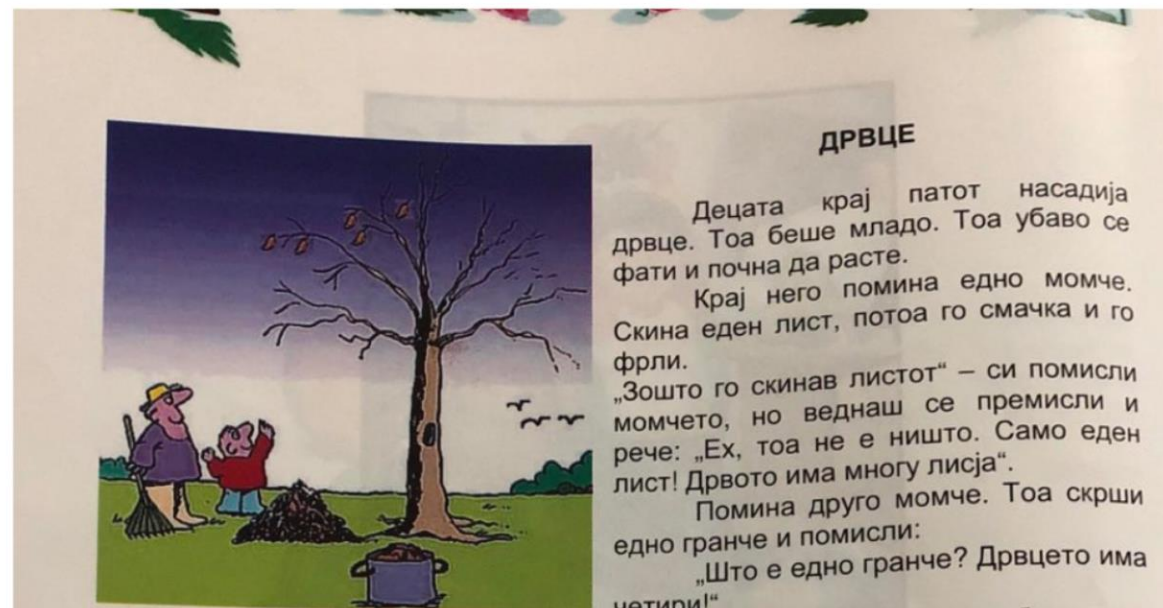 ДРВЦЕ
Децата крај патот насадија
дрвце. Тоа беше младо. Тоа убаво се
фати и почна да расте.
Крај него помина едно момче.
Скина еден лист, потоа го смачка и го
фрли.
„Зошто го скинав листот“ – си помисли
момчето, но веднаш се премисли и
рече: „Ех, тоа не е ништо. Само еден
лист! Дрвото има многу лисја“.
Помина друго момче. Тоа скрши
едно гранче и помисли:
„Што е едно гранче? Дрвцето има
четири!“